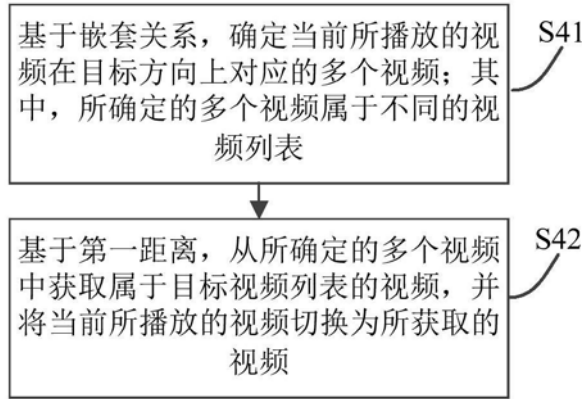 基于嵌套关系，确定当前所播放的视
频在目标方向上对应的多个视频；其
中，所确定的多个视频属于不同的视
频列表
S41
基于第一距离，从所确定的多个视频
中获取属于目标视频列表的视频，并
将当前所播放的视频切换为所获取的
视频
S42